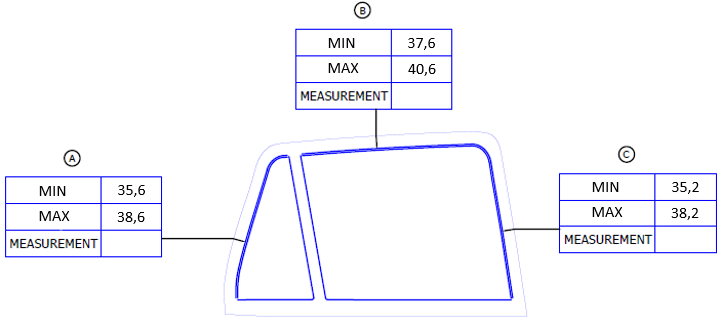 B
MIN 37,6
MAX 40,6
MEASUREMENT
A
MIN 35,6
MAX 38,6
MEASUREMENT
C
MIN 35,2
MAX 38,2
MEASUREMENT